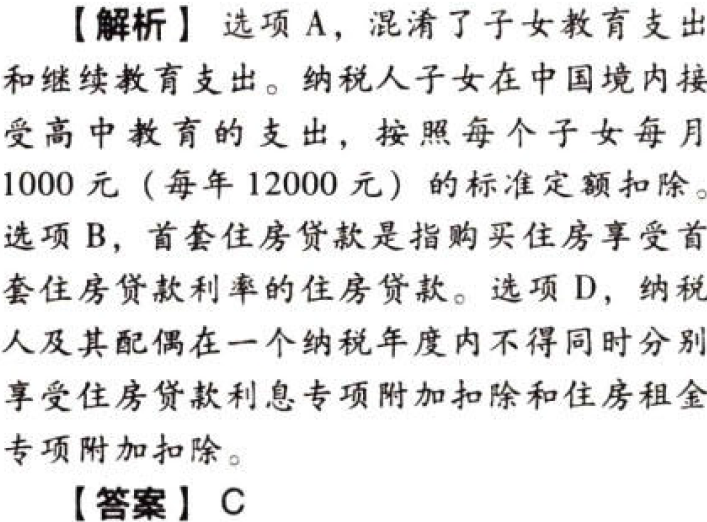 【解析】 选项 A，混淆了子女教育支出
和继续教育支出。纳税人子女在中国境内接
受高中教育的支出，按照每个子女每月
1000 元（每年 12000 元）的标准定额扣除。
选项 B，首套住房贷款是指购买住房享受首
套住房贷款利率的住房贷款。选项 D，纳税
人及其配偶在一个纳税年度内不得同时分别
享受住房贷款利息专项附加扣除和住房租金
专项附加扣除。
【答案】 C